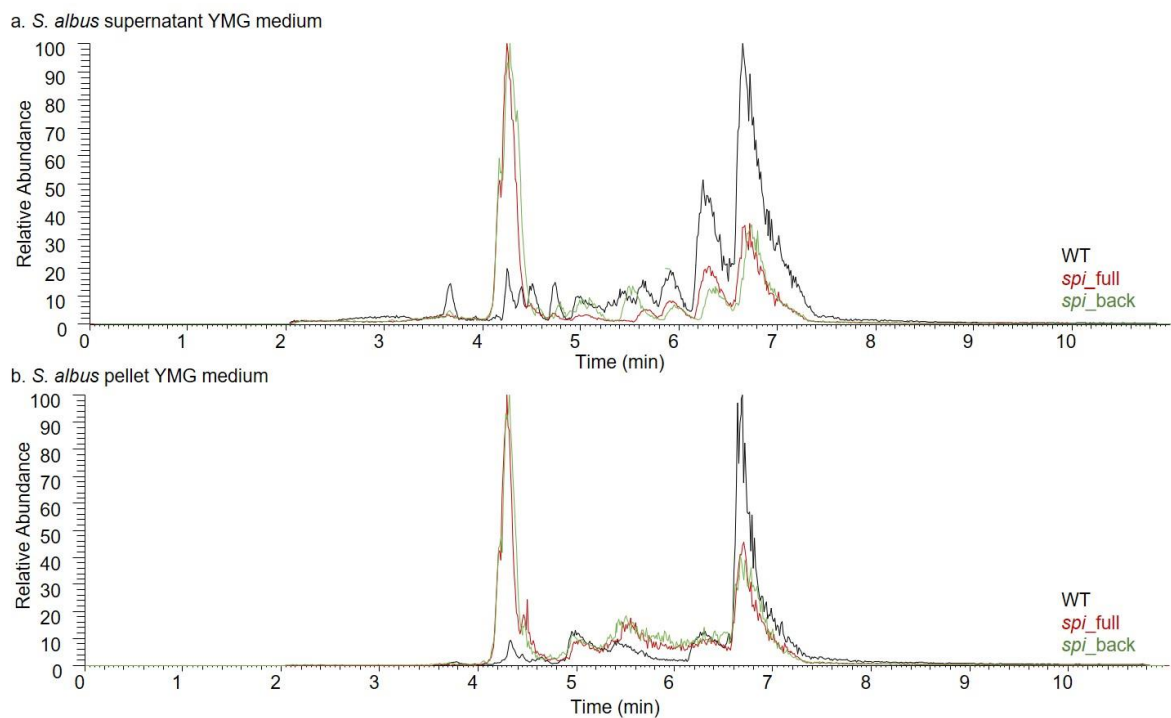 a. S. albus supernatant YMG medium
100
90
80
70
60
50
40
30
20
10
0
Relative Abundance
0 1 2 3 4 5 6 7 8 9 10
Time (min)
WT
spi_full
spi_back
b. S. albus pellet YMG medium
100
90
80
70
60
50
40
30
20
10
0
Relative Abundance
0 1 2 3 4 5 6 7 8 9 10
Time (min)
WT
spi_full
spi_back